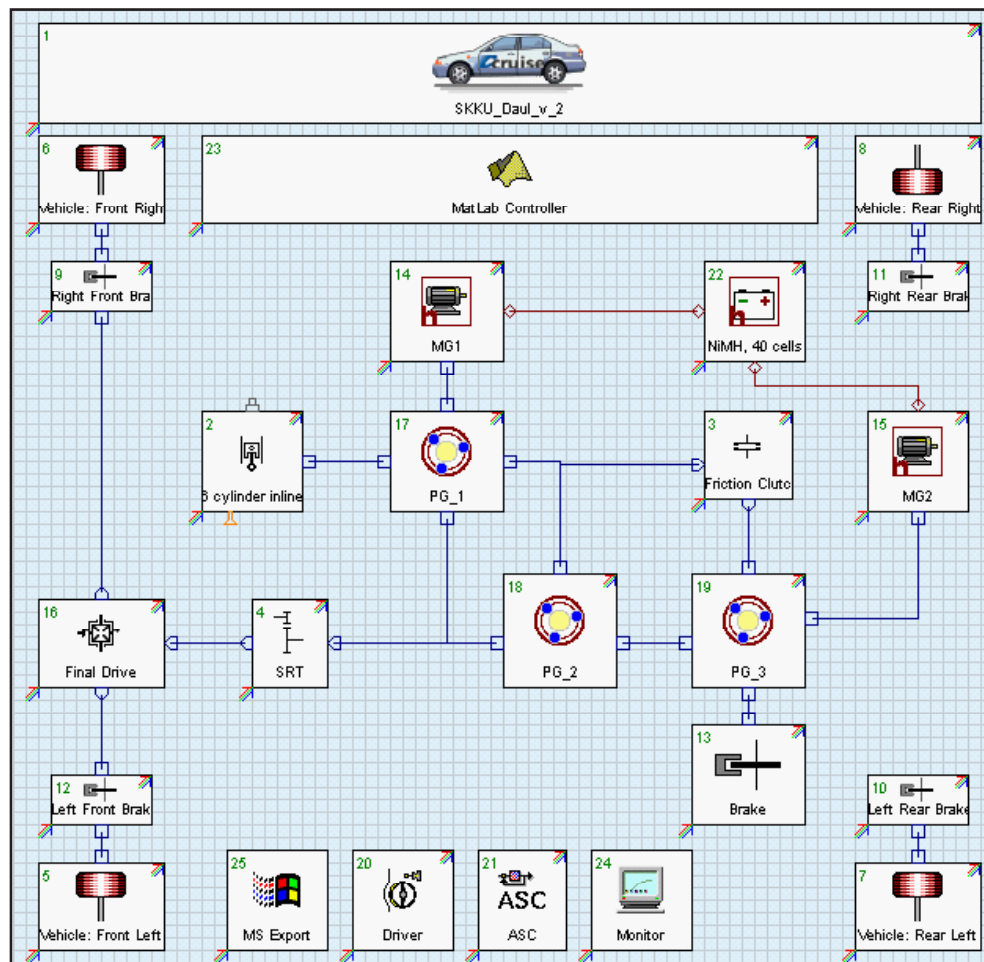 1
Cruise
SKKU_Daul_v_2
6
Vehicle: Front Right
23
MatLab Controller
8
Vehicle: Rear Right
9
Right Front Bra
14
MG1
22
NiMH, 40 cells
11
Right Rear Brak
2
6 cylinder inline
17
PG_1
3
Friction Clutc
15
MG2
16
Final Drive
4
SRT
18
PG_2
19
PG_3
12
Left Front Brak
13
Brake
10
Left Rear Brake
5
Vehicle: Front Left
25
MS Export
20
Driver
21
ASC
ASC
24
Monitor
7
Vehicle: Rear Left